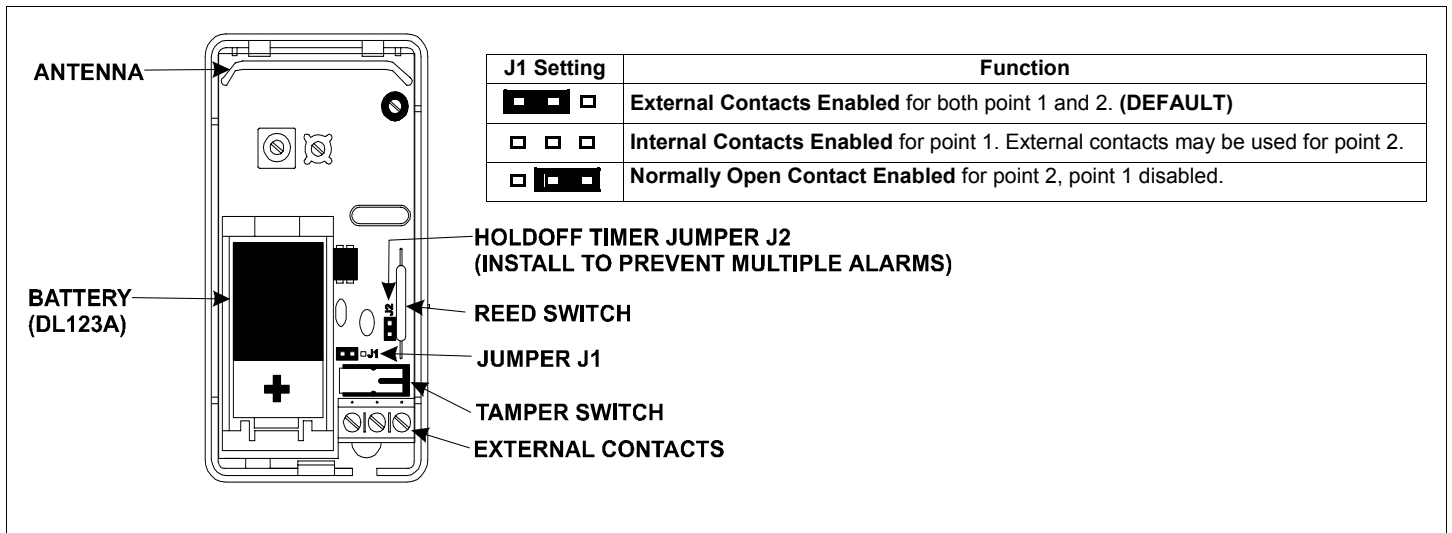 ANTENNA
J1 Setting
Function
External Contacts Enabled for both point 1 and 2. (DEFAULT)
Internal Contacts Enabled for point 1. External contacts may be used for point 2.
Normally Open Contact Enabled for point 2, point 1 disabled.
HOLDOFF TIMER JUMPER J2
(INSTALL TO PREVENT MULTIPLE ALARMS)
BATTERY
(DL123A)
J2
REED SWITCH
J1
JUMPER J1
TAMPER SWITCH
EXTERNAL CONTACTS